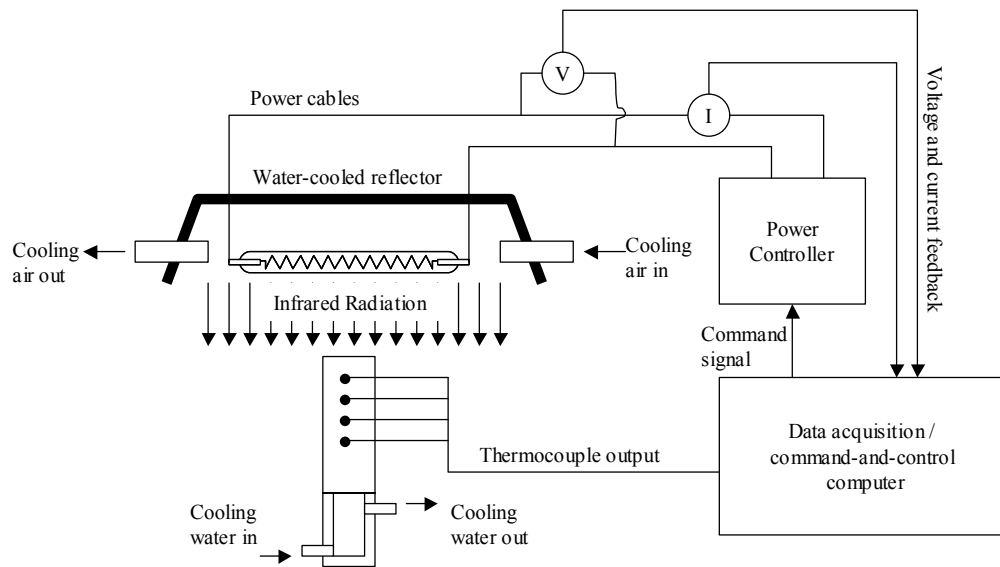 V
Power cables
I
Voltage and current feedback
Water-cooled reflector
Cooling
air out
Cooling
air in
Power
Controller
Infrared Radiation
Command
signal
Data acquisition /
command-and-control
computer
Thermocouple output
Cooling
water in
Cooling
water out